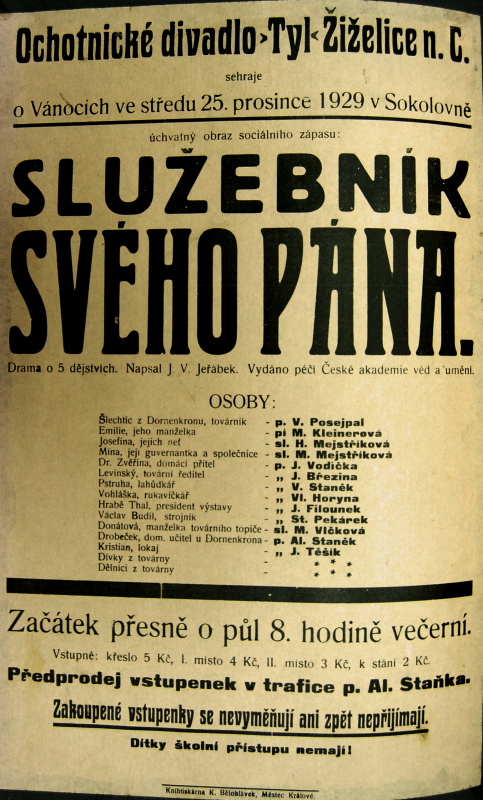 Ochotnické divadlo ›Tyl‹ Žiželice n. C.
sehraje
o Vánocích ve středu 25. prosince 1929 v Sokolovně
úchvatný obraz sociálního zápasu:
SLUŽEBNÍK
SVÉHO PÁNA.
Drama o 5 dějstvích. Napsal J. V. Jeřábek. Vydáno péčí České akademie věd a umění.
OSOBY:
Šlechtic z Dornenkronu, továrník - p. V. Posejpal
Emilie, jeho manželka - pí M. Kleinerová
Josefina, jejich neť - sl. H. Mejstříková
Mina, její guvernantka a společnice - sl. M. Mejstříková
Dr. Zvěřina, domácí přítel - p. J. Vodička
Levinský, tovární ředitel - „ J. Březina
Pstruha, lahůdkář - „ V. Staněk
Vohláška, rukavičkář - „ Vl. Horyna
Hrabě Thal, president výstavy - „ J. Filounek
Václav Budil, strojník - „ St. Pekárek
Donátová, manželka továrního topiče - sl. M. Vlčková
Drobeček, dom. učitel u Dornenkrona - p. Al. Staněk
Kristian, lokaj - „ J. Těšík
Dívky z továrny - * * *
Dělníci z továrny - * * *
Začátek přesně o půl 8. hodině večerní.
Vstupné: křeslo 5 Kč, I. místo 4 Kč, II. místo 3 Kč, k stání 2 Kč.
Předprodej vstupenek v trafice p. Al. Staňka.
Zakoupené vstupenky se nevyměňují ani zpět nepřijímají.
Dítky školní přístupu nemají!
Knihtiskárna K. Bělohlávek, Městec Králové.